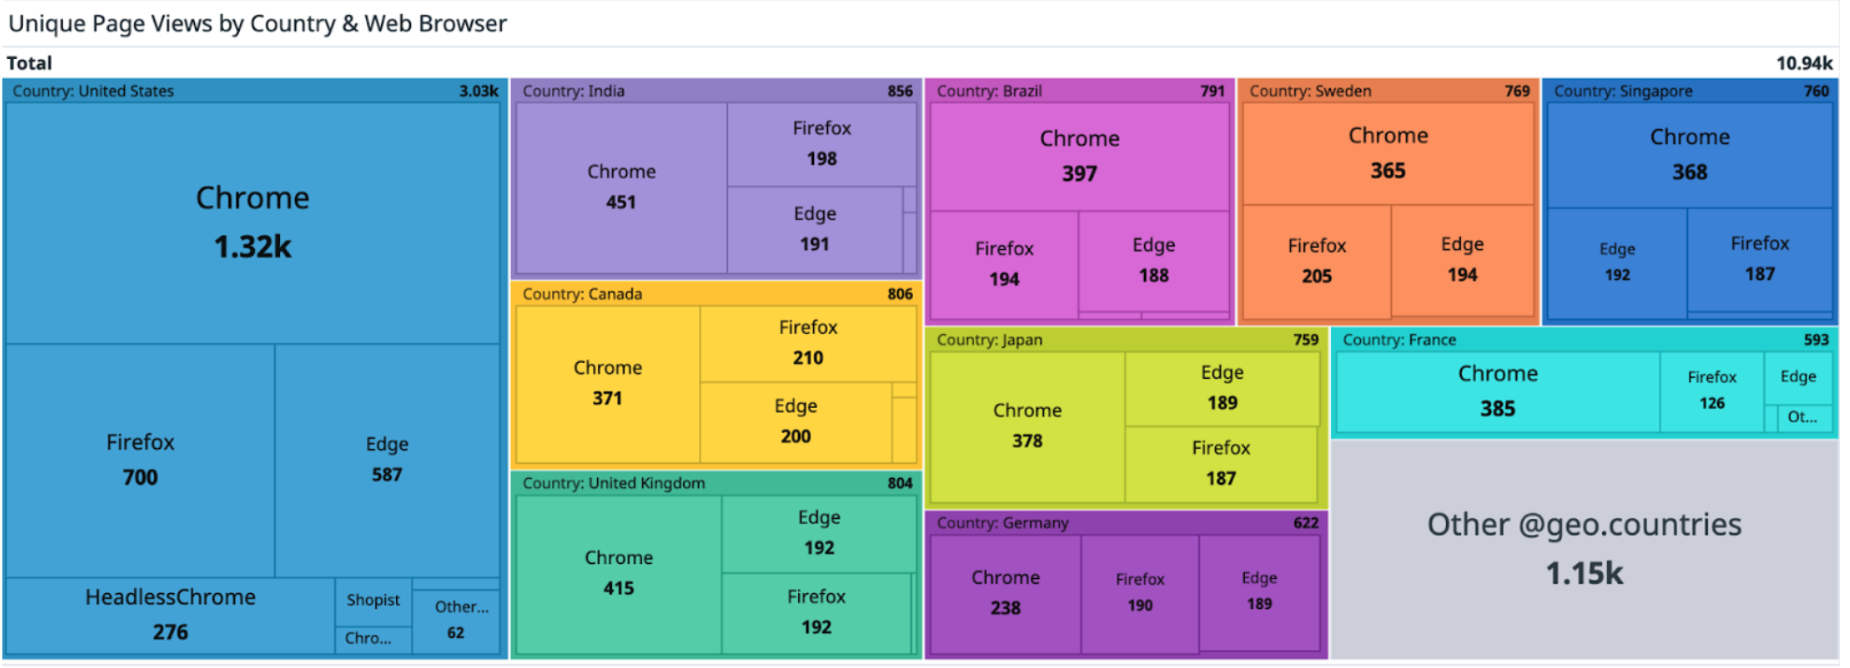 Unique Page Views by Country & Web Browser
Total 10.94k
Country: United States 3.03k
Chrome
1.32k
Firefox
700
Edge
587
HeadlessChrome
276
Shopist
Chro...
Other...
62
Country: India 856
Chrome
451
Firefox
198
Edge
191
Country: Canada 806
Chrome
371
Firefox
210
Edge
200
Country: United Kingdom 804
Chrome
415
Edge
192
Firefox
192
Country: Brazil 791
Chrome
397
Firefox
194
Edge
188
Country: Sweden 769
Chrome
365
Firefox
205
Edge
194
Country: Singapore 760
Chrome
368
Edge
192
Firefox
187
Country: Japan 759
Chrome
378
Edge
189
Firefox
187
Country: Germany 622
Chrome
238
Firefox
190
Edge
189
Country: France 593
Chrome
385
Firefox
126
Edge
Ot...
Other @geo.countries
1.15k